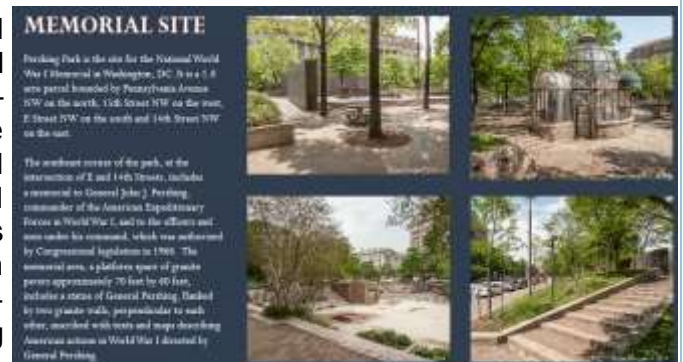 MEMORIAL SITE
Pershing Park is the site for the National World
War I Memorial in Washington, DC. It is a 1.8
acre parcel bounded by Pennsylvania Avenue
NW on the north, 15th Street NW on the west,
E Street NW on the south and 14th Street NW
on the east.
The southeast corner of the park, at the
intersection of E and 14th Streets, includes
a memorial to General John J. Pershing,
commander of the American Expeditionary
Forces in World War I, and to the officers and
men under his command, which was authorized
by Congressional legislation in 1966. The
memorial area, a platform space of granite
pavers approximately 70 feet by 60 feet,
includes a statue of General Pershing flanked
by two granite walls, perpendicular to each
other, inscribed with texts and maps describing
American actions in World War I directed by
General Pershing.